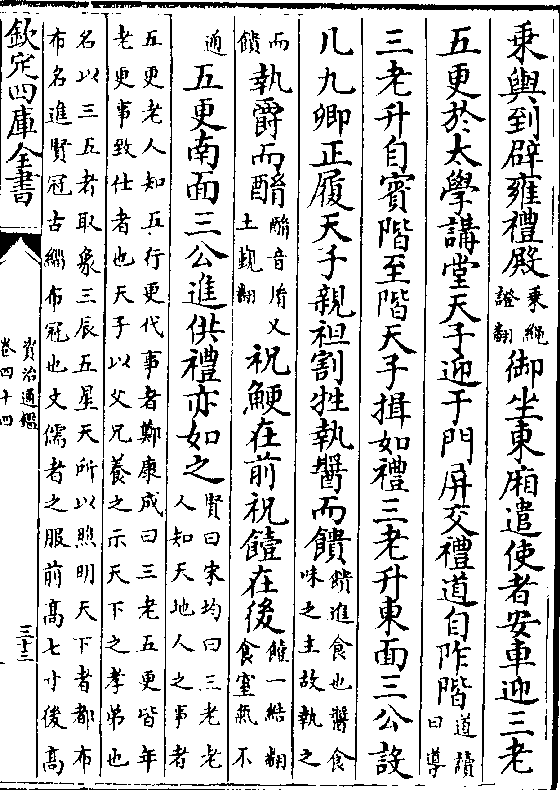 乘輿到辟雍禮殿乘繩證翻御坐東廂遣使者安車迎三老
五更於太學講堂天子迎于門屏交禮道自阼階道讀曰導
三老升自賓階至階天子揖如禮三老升東面三公設
几九卿正履天子親袒割牲執醬而饋饋進食也醬食味之主故執之
而饋執爵而酳酳音胤又士覲翻祝鯁在前祝饐在後饐一結翻食窒氣不
通五更南面三公進供禮亦如之賢曰宋均曰三老老人知天地人之事者
五更老人知五行更代事者鄭康成曰三老五更皆年
老更事致仕者也天子以父兄養之示天下之孝弟也
名以三五者取象三辰五星天所以照明天下者都布
布名進賢冠古緇布冠也文儒者之服前高七寸後高
欽定四庫全書
資治通鑑
卷四十四
三十三